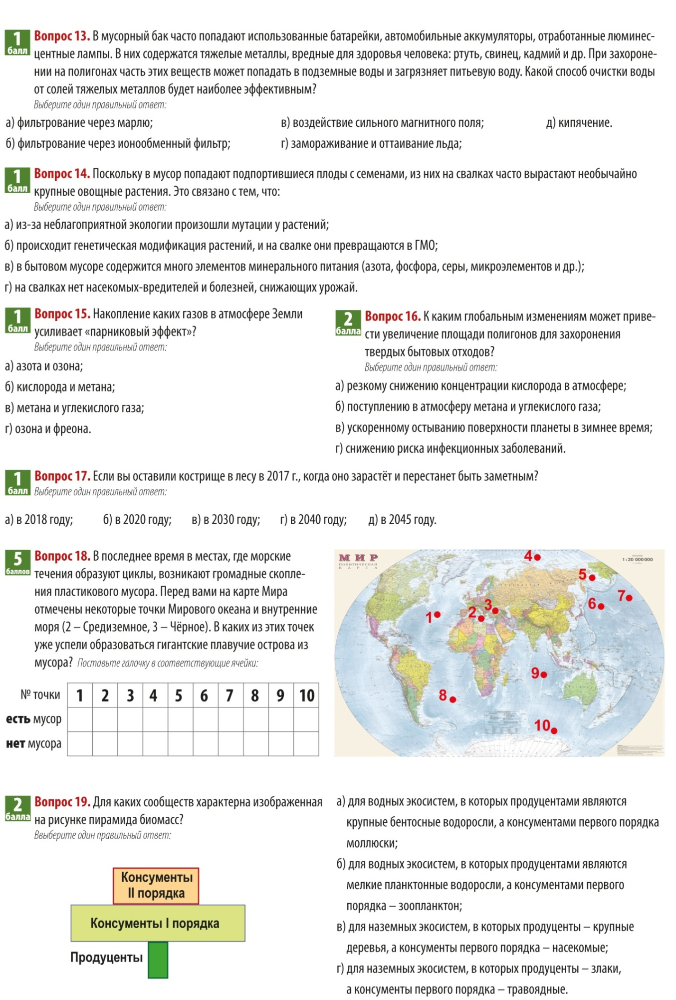 1
балл
Вопрос 13. В мусорный бак часто попадают использованные батарейки, автомобильные аккумуляторы, отработанные люминес-
центные лампы. В них содержатся тяжелые металлы, вредные для здоровья человека: ртуть, свинец, кадмий и др. При захороне-
нии на полигонах часть этих веществ может попадать в подземные воды и загрязняет питьевую воду. Какой способ очистки воды
от солей тяжелых металлов будет наиболее эффективным?
Выберите один правильный ответ:
а) фильтрование через марлю;
в) воздействие сильного магнитного поля;
д) кипячение.
б) фильтрование через ионообменный фильтр;
г) замораживание и оттаивание льда;
1
балл
Вопрос 14. Поскольку в мусор попадают подпортившиеся плоды с семенами, из них на свалках часто вырастают необычайно
крупные овощные растения. Это связано с тем, что:
Выберите один правильный ответ:
а) из-за неблагоприятной экологии произошли мутации у растений;
б) происходит генетическая модификация растений, и на свалке они превращаются в ГМО;
в) в бытовом мусоре содержится много элементов минерального питания (азота, фосфора, серы, микроэлементов и др.);
г) на свалках нет насекомых-вредителей и болезней, снижающих урожай.
1
балл
Вопрос 15. Накопление каких газов в атмосфере Земли
усиливает «парниковый эффект»?
Выберите один правильный ответ:
а) азота и озона;
б) кислорода и метана;
в) метана и углекислого газа;
г) озона и фреона.
2
балла
Вопрос 16. К каким глобальным изменениям может приве-
сти увеличение площади полигонов для захоронения
твердых бытовых отходов?
Выберите один правильный ответ:
а) резкому снижению концентрации кислорода в атмосфере;
б) поступлению в атмосферу метана и углекислого газа;
в) ускоренному остыванию поверхности планеты в зимнее время;
г) снижению риска инфекционных заболеваний.
1
балл
Вопрос 17. Если вы оставили кострище в лесу в 2017 г., когда оно зарастёт и перестанет быть заметным?
Выберите один правильный ответ:
а) в 2018 году;
б) в 2020 году;
в) в 2030 году;
г) в 2040 году;
д) в 2045 году.
5
баллов
Вопрос 18. В последнее время в местах, где морские
течения образуют циклы, возникают громадные скопле-
ния пластикового мусора. Перед вами на карте Мира
отмечены некоторые точки Мирового океана и внутренние
моря (2 – Средиземное, 3 – Чёрное). В каких из этих точек
уже успели образоваться гигантские плавучие острова из
мусора? Поставьте галочку в соответствующие ячейки:
№ точки 1 2 3 4 5 6 7 8 9 10
есть мусор
нет мусора
МИР
ПОЛИТИЧЕСКАЯ
КАРТА
1:20 000 000
4
5
7
6
3
2
1
9
8
10
2
балла
Вопрос 19. Для каких сообществ характерна изображенная
на рисунке пирамида биомасс?
Ввыберите один правильный ответ:
Консументы
II порядка
Консументы I порядка
Продуценты
а) для водных экосистем, в которых продуцентами являются
крупные бентосные водоросли, а консументами первого порядка
моллюски;
б) для водных экосистем, в которых продуцентами являются
мелкие планктонные водоросли, а консументами первого
порядка – зоопланктон;
в) для наземных экосистем, в которых продуценты – крупные
деревья, а консументы первого порядка – насекомые;
г) для наземных экосистем, в которых продуценты – злаки,
а консументы первого порядка – травоядные.